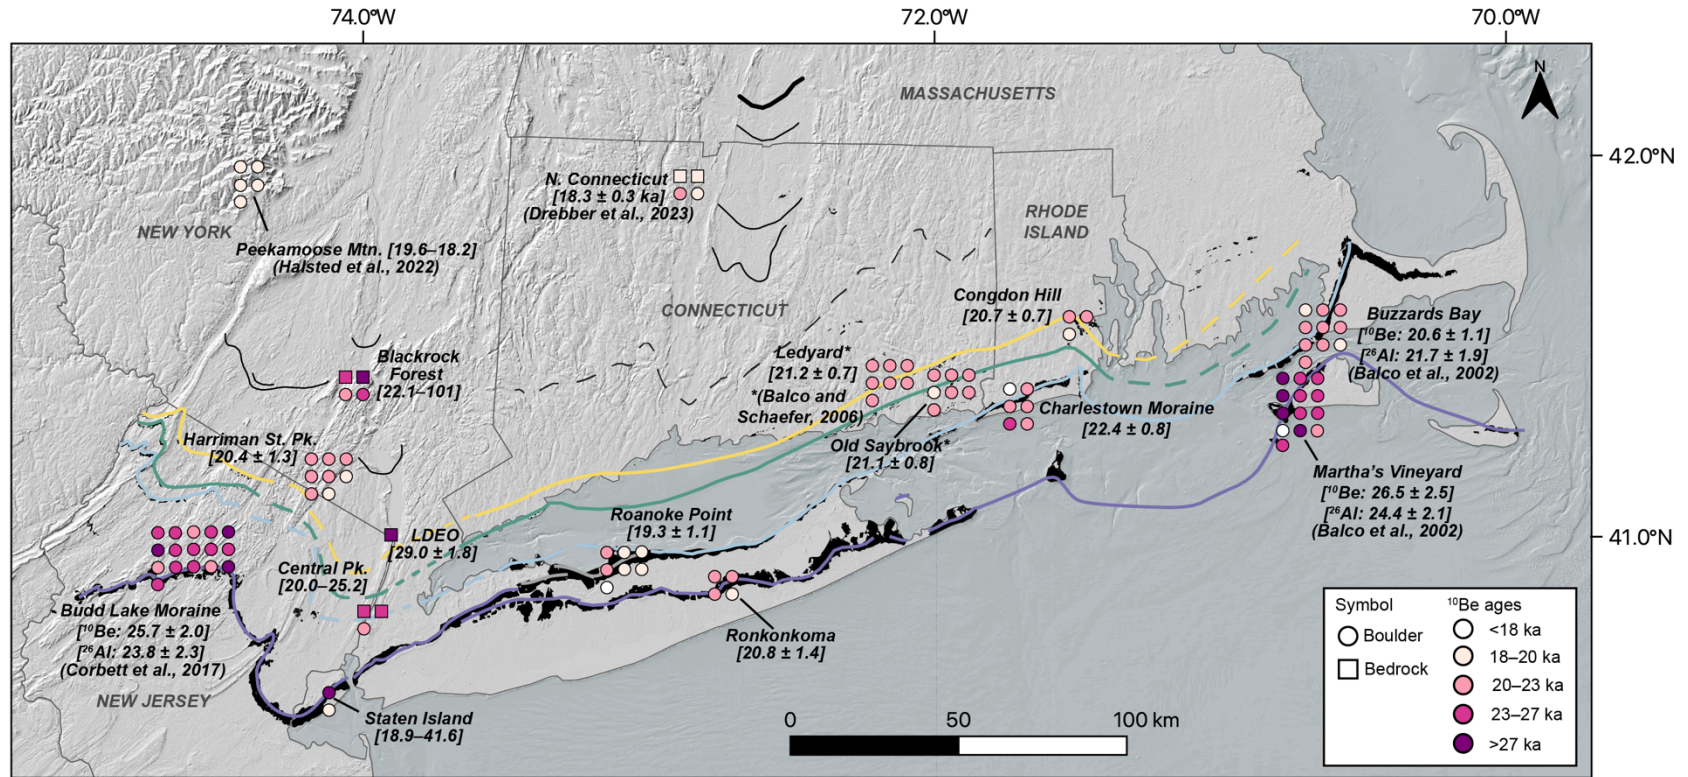 74.0°W
72.0°W
70.0°W
N
MASSACHUSETTS
42.0°N
N. Connecticut
[18.3 ± 0.3 ka]
(Drebber et al., 2023)
NEW YORK
RHODE
ISLAND
Peekamoose Mtn. [19.6–18.2]
(Halsted et al., 2022)
CONNECTICUT
Congdon Hill
[20.7 ± 0.7]
Buzzards Bay
[¹⁰Be: 20.6 ± 1.1]
[²⁶Al: 21.7 ± 1.9]
(Balco et al., 2002)
Blackrock
Forest
[22.1–101]
Ledyard*
[21.2 ± 0.7]
*(Balco and
Schaefer, 2006)
Charlestown Moraine
[22.4 ± 0.8]
Harriman St. Pk.
[20.4 ± 1.3]
Old Saybrook*
[21.1 ± 0.8]
Martha's Vineyard
[¹⁰Be: 26.5 ± 2.5]
[²⁶Al: 24.4 ± 2.1]
(Balco et al., 2002)
Roanoke Point
[19.3 ± 1.1]
LDEO
[29.0 ± 1.8]
41.0°N
Central Pk.
[20.0–25.2]
Budd Lake Moraine
[¹⁰Be: 25.7 ± 2.0]
[²⁶Al: 23.8 ± 2.3]
(Corbett et al., 2017)
NEW JERSEY
Ronkonkoma
[20.8 ± 1.4]
Staten Island
[18.9–41.6]
0
50
100 km
Symbol
Boulder
Bedrock
¹⁰Be ages
<18 ka
18–20 ka
20–23 ka
23–27 ka
>27 ka